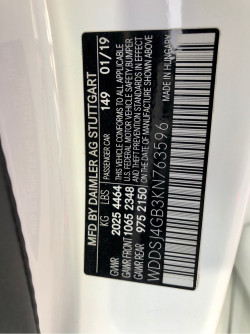 MFD BY DAIMLER AG STUTTGART
PASSENGER CAR 149 01/19
KG LBS
GVWR 2025 4464
GAWR FRONT 2065 2348
GAWR REAR 975 2150
THIS VEHICLE CONFORMS TO ALL APPLICABLE
U.S. FEDERAL MOTOR VEHICLE SAFETY BUMPER
AND THEFT PREVENTION STANDARDS IN EFFECT
ON THE DATE OF MANUFACTURE SHOWN ABOVE
MADE IN HUNGARY